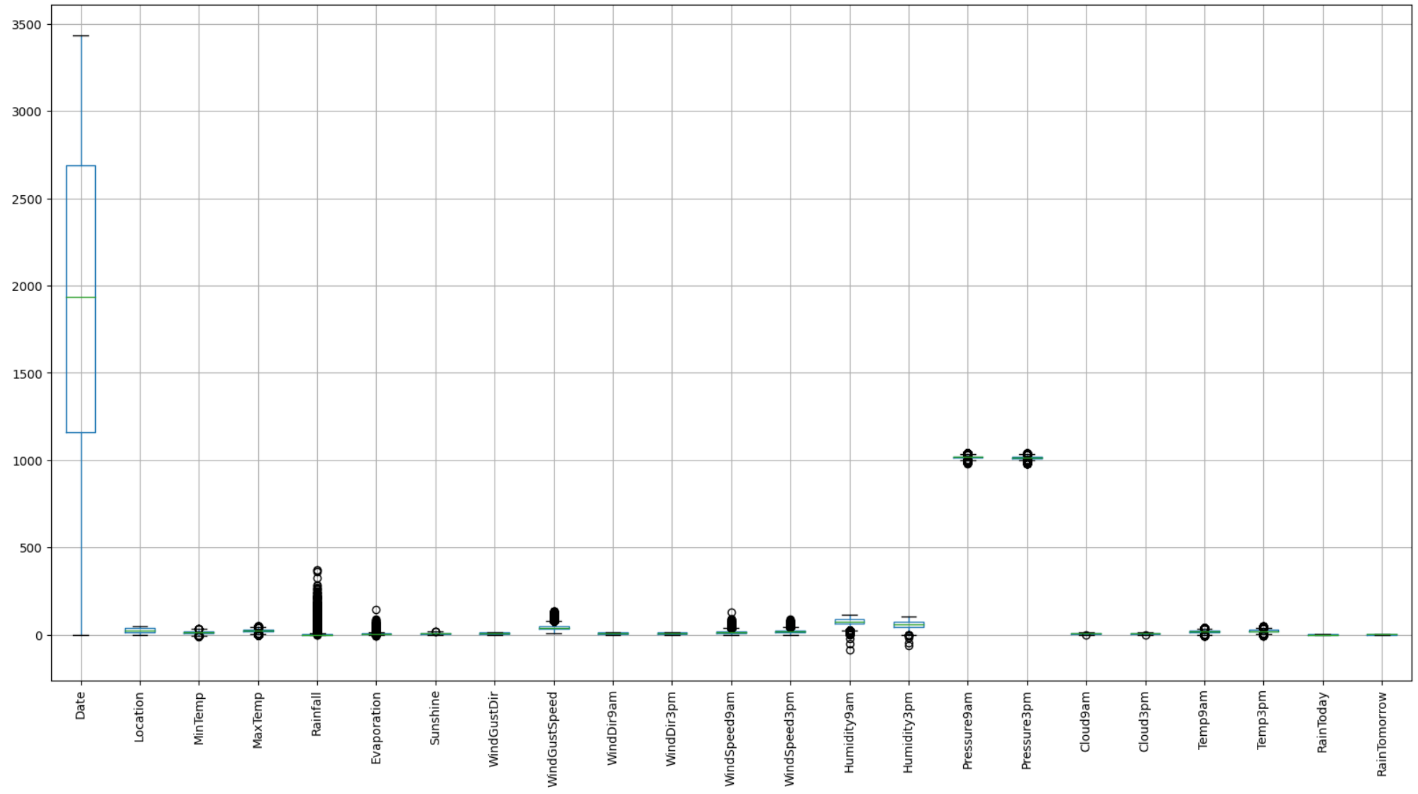 3500
3000
2500
2000
1500
1000
500
0
Date
Location
MinTemp
MaxTemp
Rainfall
Evaporation
Sunshine
WindGustDir
WindGustSpeed
WindDir9am
WindDir3pm
WindSpeed9am
WindSpeed3pm
Humidity9am
Humidity3pm
Pressure9am
Pressure3pm
Cloud9am
Cloud3pm
Temp9am
Temp3pm
RainToday
RainTomorrow